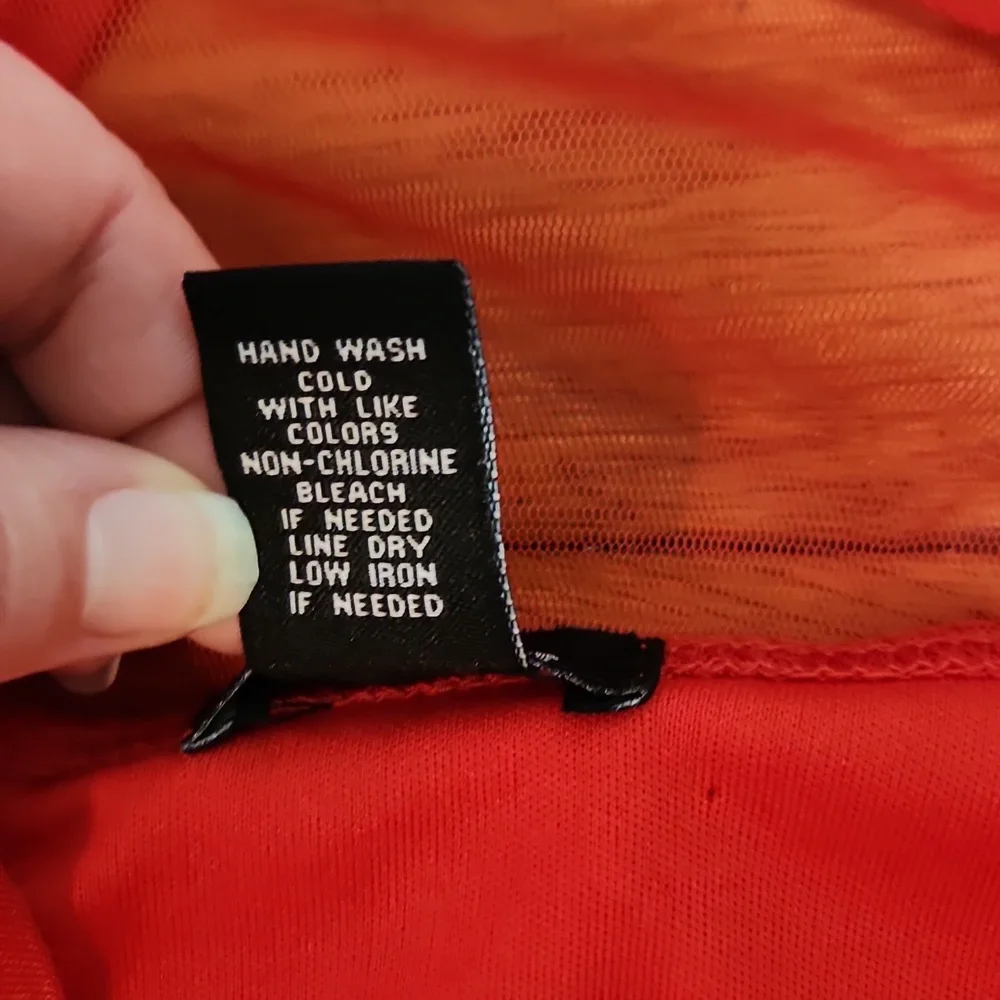 HAND WASH
COLD
WITH LIKE
COLORS
NON-CHLORINE
BLEACH
IF NEEDED
LINE DRY
LOW IRON
IF NEEDED